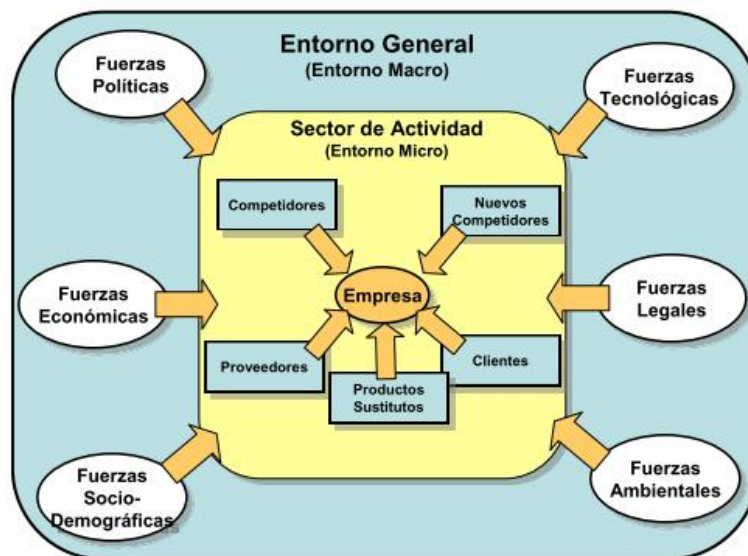 Entorno General
(Entorno Macro)
Fuerzas
Políticas
Fuerzas
Tecnológicas
Sector de Actividad
(Entorno Micro)
Competidores
Nuevos
Competidores
Empresa
Fuerzas
Económicas
Fuerzas
Legales
Proveedores
Productos
Sustitutos
Clientes
Fuerzas
Socio-
Demográficas
Fuerzas
Ambientales